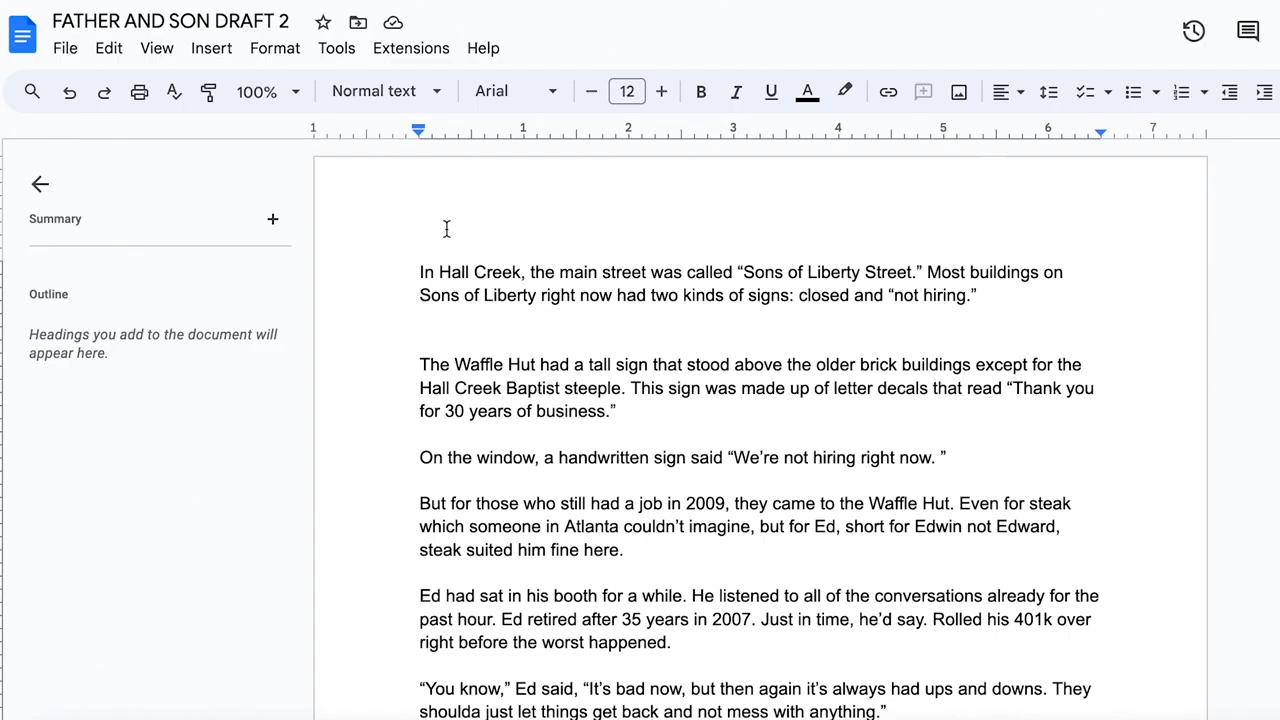 FATHER AND SON DRAFT 2
File Edit View Insert Format Tools Extensions Help
100% Normal text Arial 12 B I U A
1 1 2 3 4 5 6 7
Summary
Outline
Headings you add to the document will
appear here.
In Hall Creek, the main street was called “Sons of Liberty Street.” Most buildings on
Sons of Liberty right now had two kinds of signs: closed and “not hiring.”
The Waffle Hut had a tall sign that stood above the older brick buildings except for the
Hall Creek Baptist steeple. This sign was made up of letter decals that read “Thank you
for 30 years of business.”
On the window, a handwritten sign said “We’re not hiring right now. ”
But for those who still had a job in 2009, they came to the Waffle Hut. Even for steak
which someone in Atlanta couldn’t imagine, but for Ed, short for Edwin not Edward,
steak suited him fine here.
Ed had sat in his booth for a while. He listened to all of the conversations already for the
past hour. Ed retired after 35 years in 2007. Just in time, he’d say. Rolled his 401k over
right before the worst happened.
“You know,” Ed said, “It’s bad now, but then again it’s always had ups and downs. They
shoulda just let things get back and not mess with anything.”